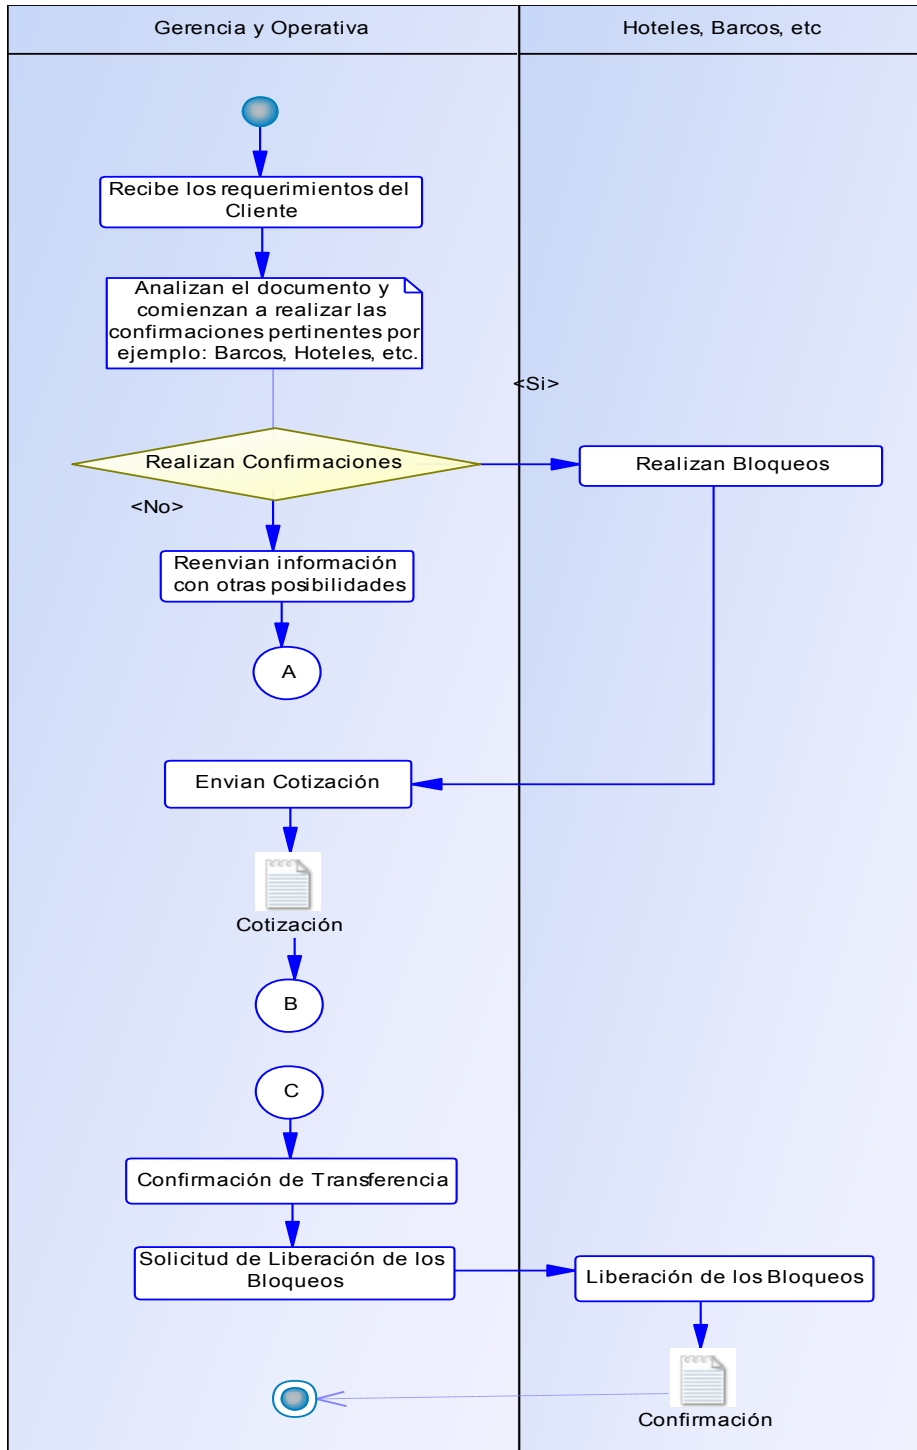 Gerencia y Operativa
Hoteles, Barcos, etc
Recibe los requerimientos del
Cliente
Analizan el documento y
comienzan a realizar las
confirmaciones pertinentes por
ejemplo: Barcos, Hoteles, etc.
<Si>
Realizan Confirmaciones
Realizan Bloqueos
<No>
Reenvian información
con otras posibilidades
A
Envian Cotización
Cotización
B
C
Confirmación de Transferencia
Solicitud de Liberación de los
Bloqueos
Liberación de los Bloqueos
Confirmación